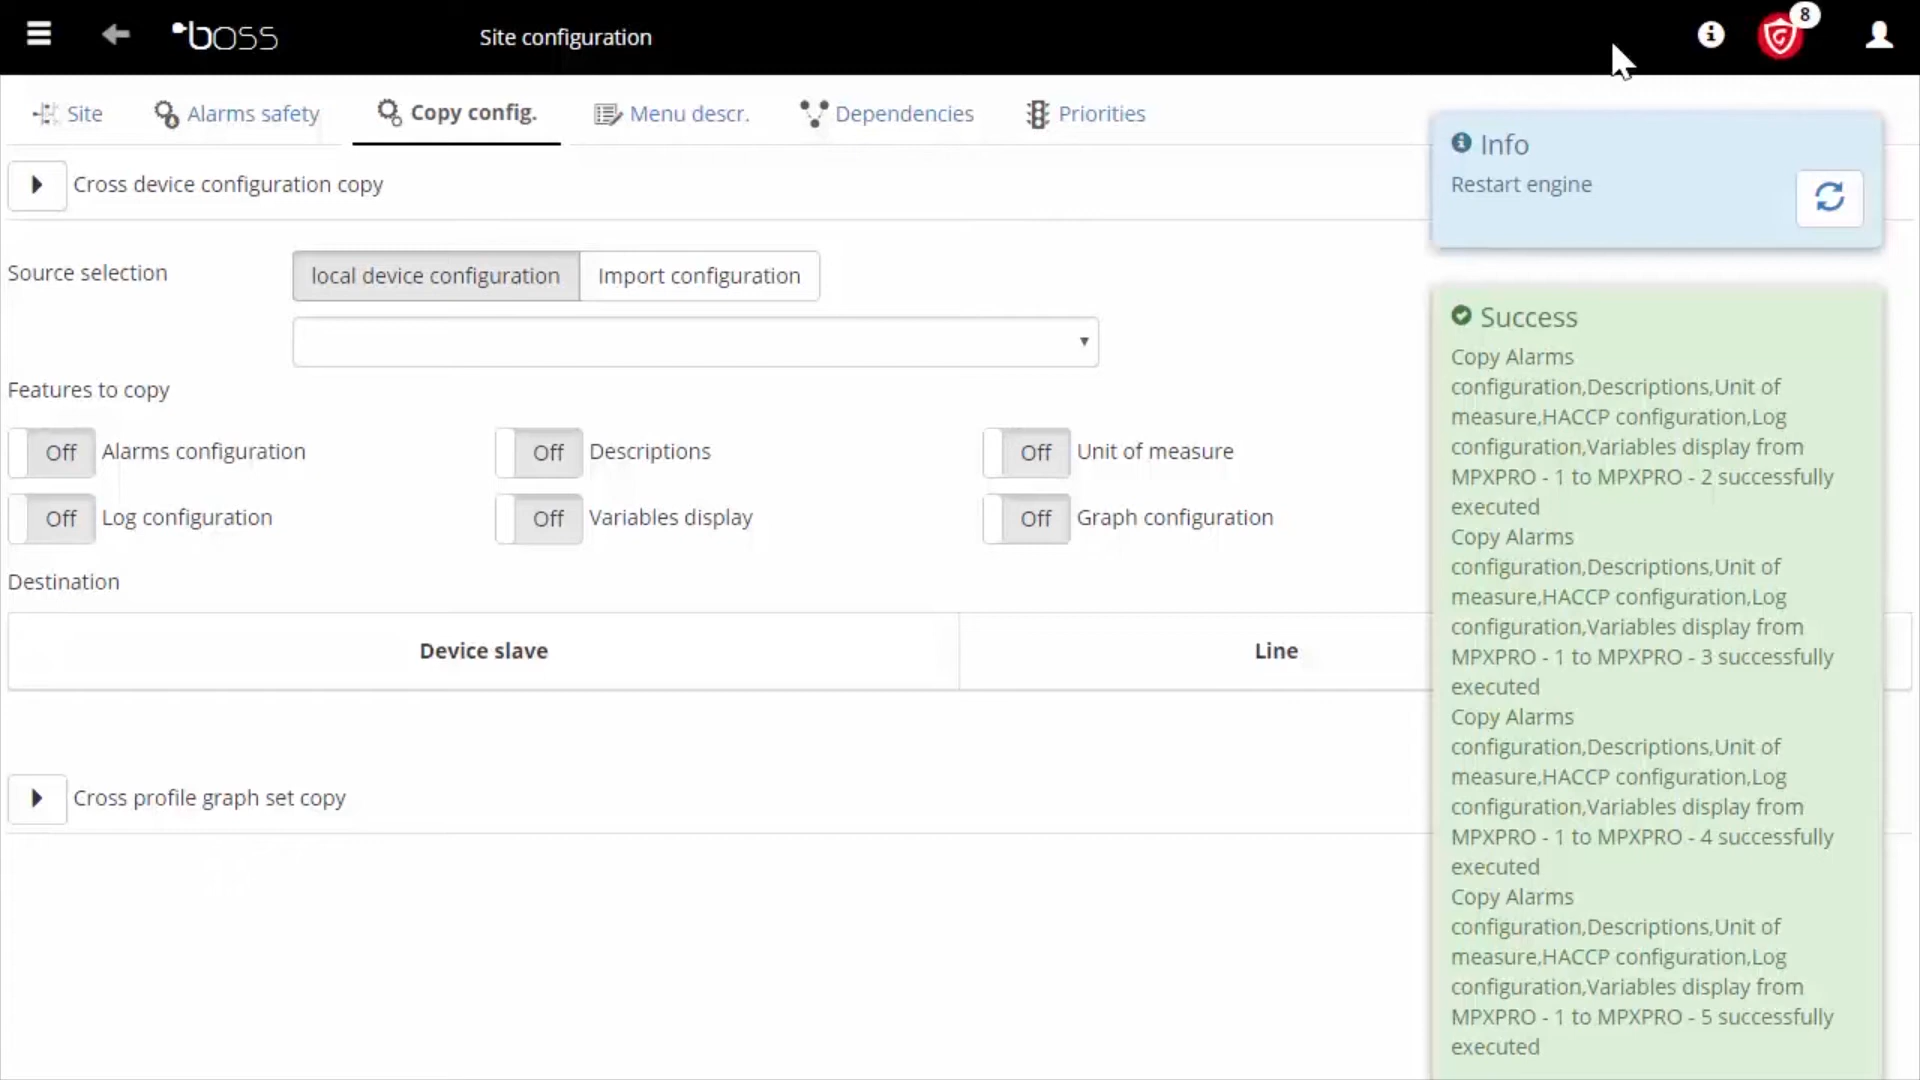 boss
Site configuration
8
Site
Alarms safety
Copy config.
Menu descr.
Dependencies
Priorities
Cross device configuration copy
Source selection
local device configuration
Import configuration
Features to copy
Off Alarms configuration
Off Descriptions
Off Unit of measure
Off Log configuration
Off Variables display
Off Graph configuration
Destination
Device slave
Line
Cross profile graph set copy
Info
Restart engine
Success
Copy Alarms
configuration,Descriptions,Unit of
measure,HACCP configuration,Log
configuration,Variables display from
MPXPRO - 1 to MPXPRO - 2 successfully
executed
Copy Alarms
configuration,Descriptions,Unit of
measure,HACCP configuration,Log
configuration,Variables display from
MPXPRO - 1 to MPXPRO - 3 successfully
executed
Copy Alarms
configuration,Descriptions,Unit of
measure,HACCP configuration,Log
configuration,Variables display from
MPXPRO - 1 to MPXPRO - 4 successfully
executed
Copy Alarms
configuration,Descriptions,Unit of
measure,HACCP configuration,Log
configuration,Variables display from
MPXPRO - 1 to MPXPRO - 5 successfully
executed